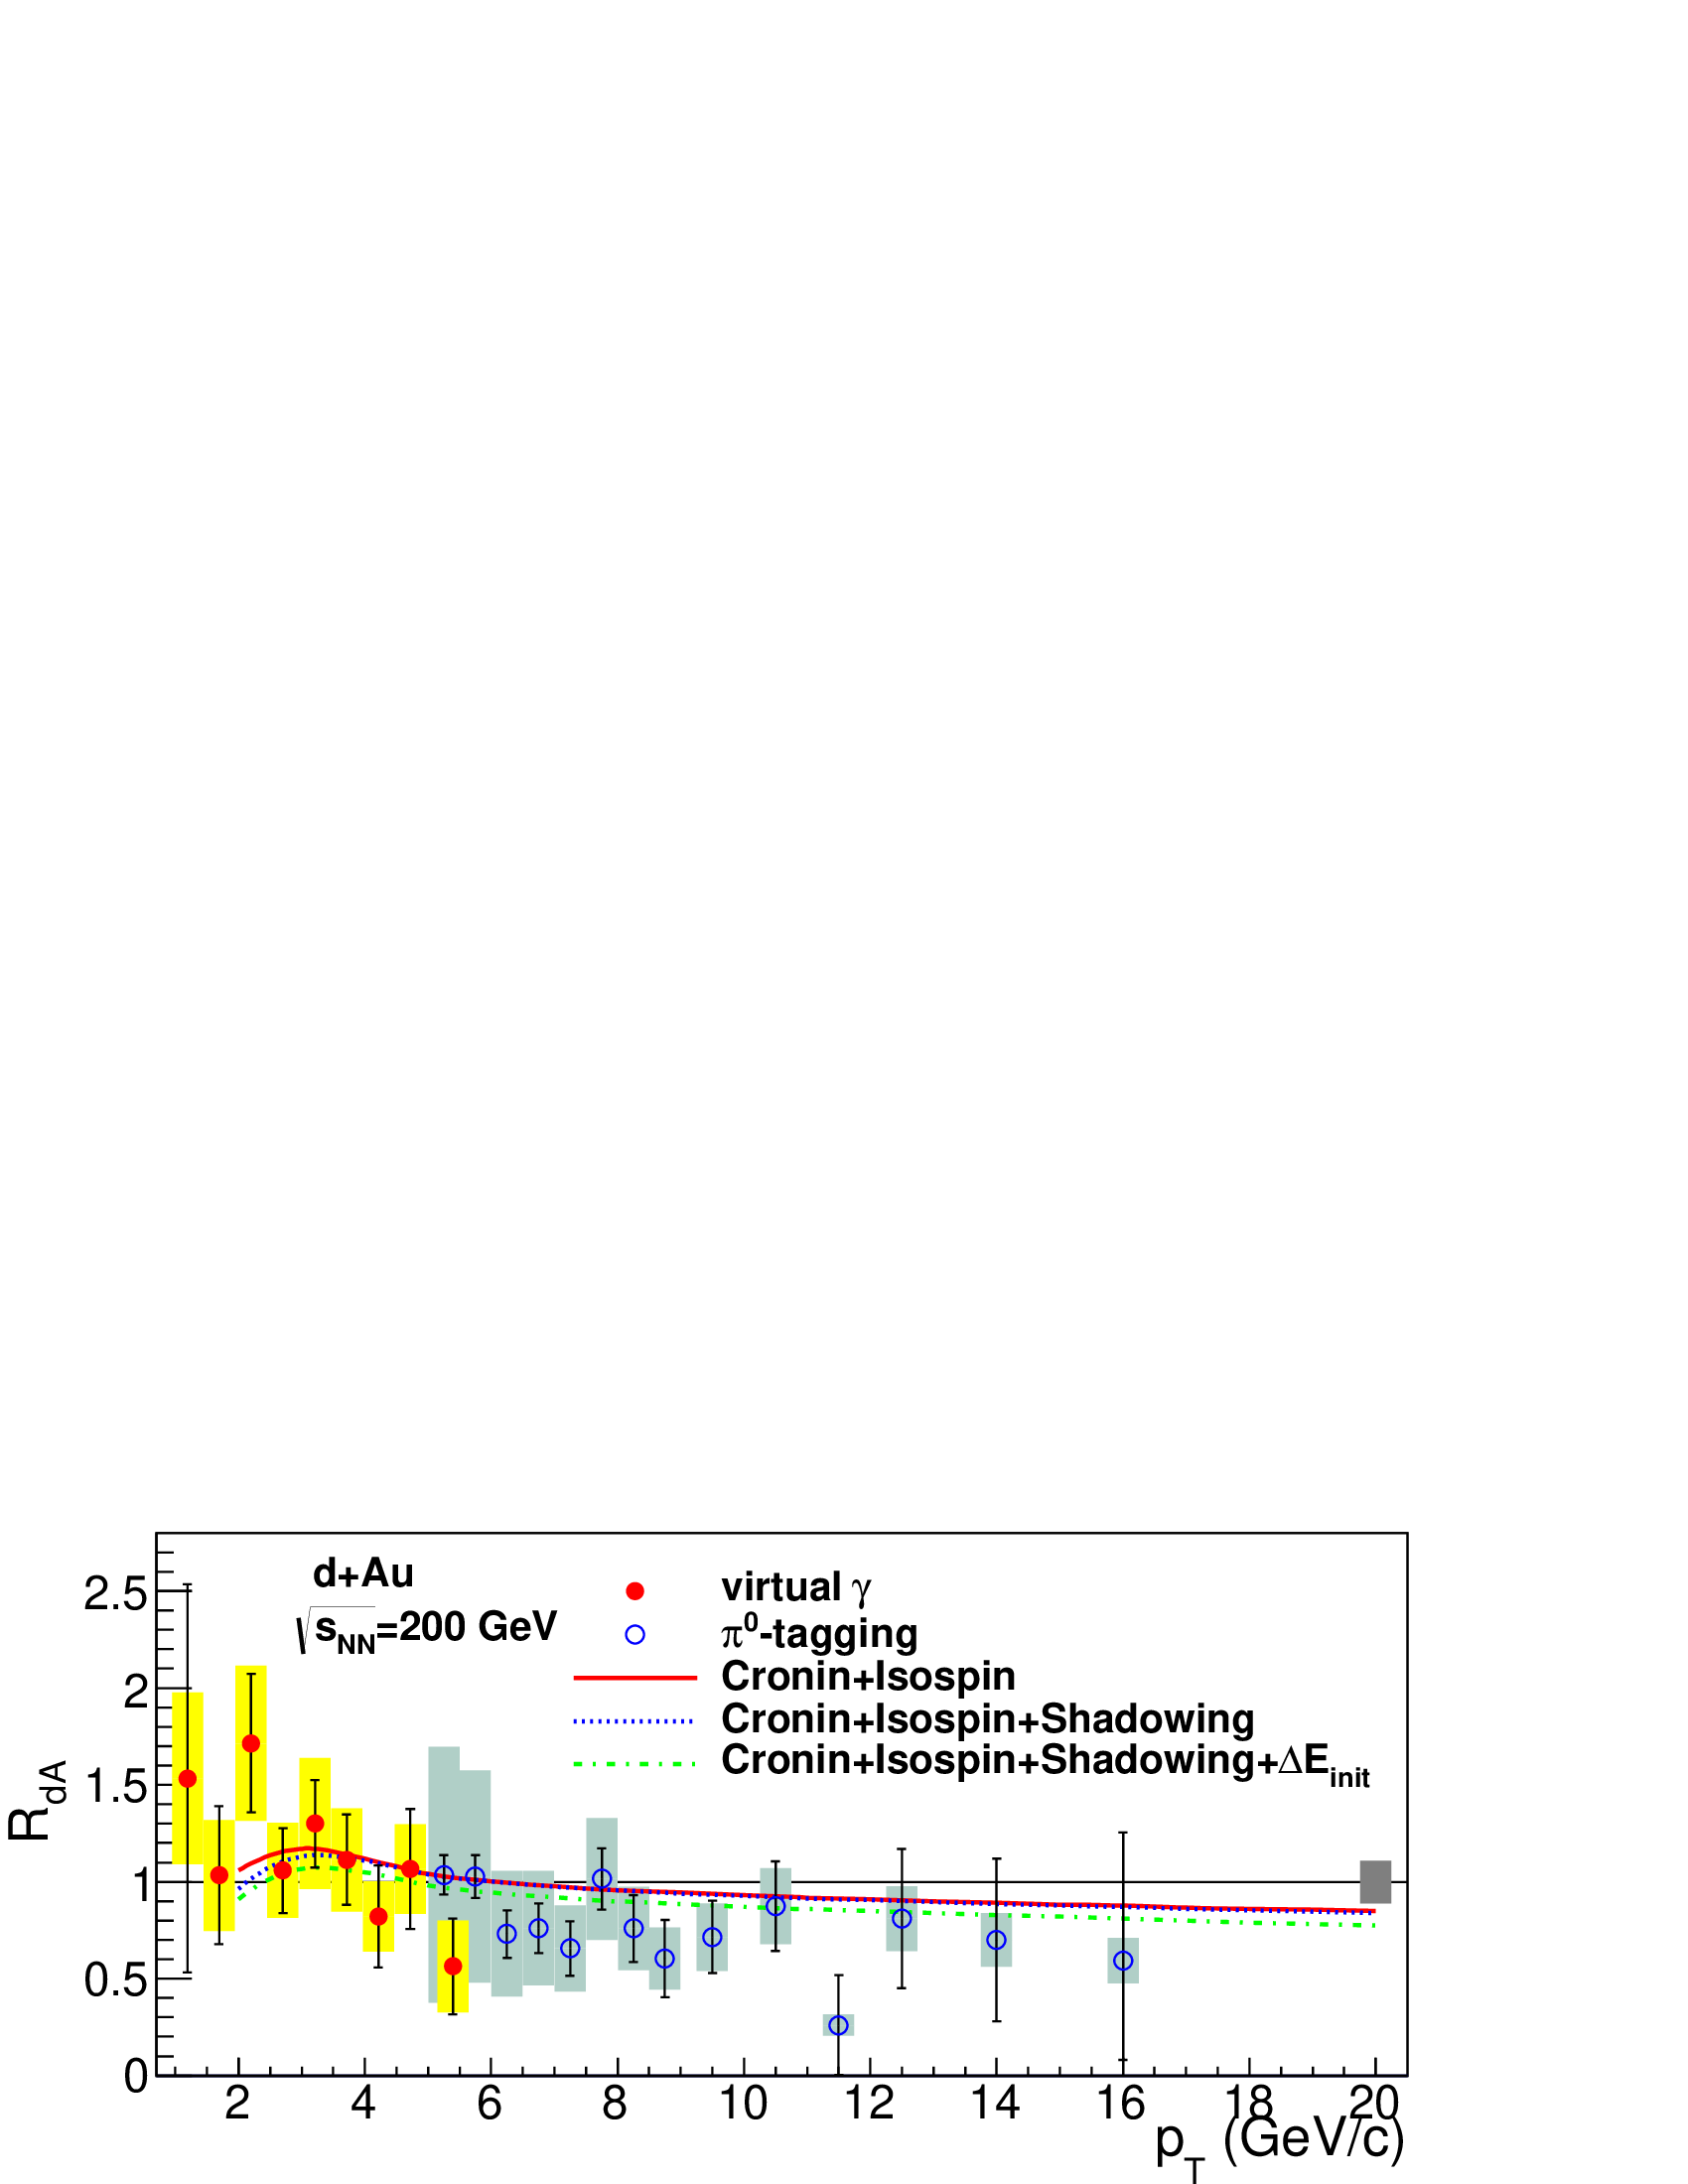 d+Au
√sNN=200 GeV
virtual γ
π0-tagging
Cronin+Isospin
Cronin+Isospin+Shadowing
Cronin+Isospin+Shadowing+ΔEinit
RdA
2.5
2
1.5
1
0.5
0
2 4 6 8 10 12 14 16 18 20
pT (GeV/c)